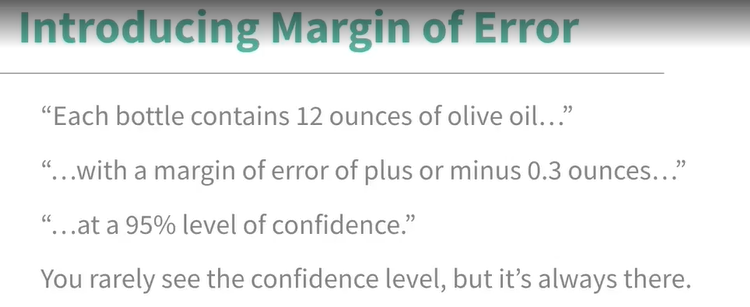 Introducing Margin of Error
“Each bottle contains 12 ounces of olive oil…”
“…with a margin of error of plus or minus 0.3 ounces…”
“…at a 95% level of confidence.”
You rarely see the confidence level, but it’s always there.